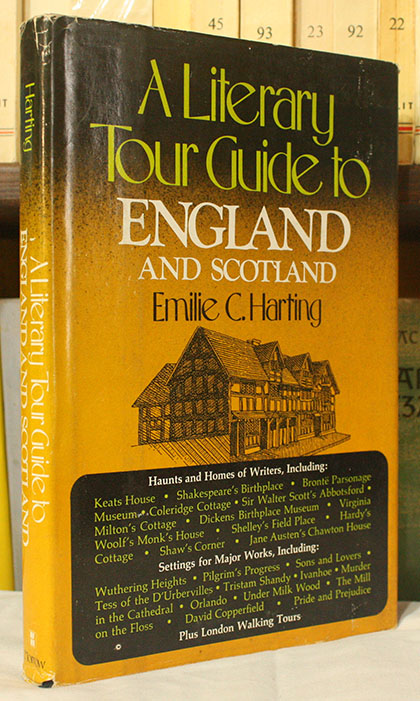 45
23
92
22
A Literary
Tour Guide to
ENGLAND
AND SCOTLAND
Emilie C. Harting
Haunts and Homes of Writers, Including:
Keats House • Shakespeare's Birthplace • Brontë Parsonage
Museum • Coleridge Cottage • Sir Walter Scott's Abbotsford •
Milton's Cottage • Dickens Birthplace Museum • Virginia
Woolf's Monk's House • Shelley's Field Place • Hardy's
Cottage • Shaw's Corner • Jane Austen's Chawton House
Settings for Major Works, Including:
Wuthering Heights • Pilgrim's Progress • Sons and Lovers •
Tess of the D'Urbervilles • Tristam Shandy • Ivanhoe • Murder
in the Cathedral • Orlando • Under Milk Wood • The Mill
on the Floss • David Copperfield • Pride and Prejudice
Plus London Walking Tours
Harting
A Literary Tour Guide to
ENGLAND AND SCOTLAND